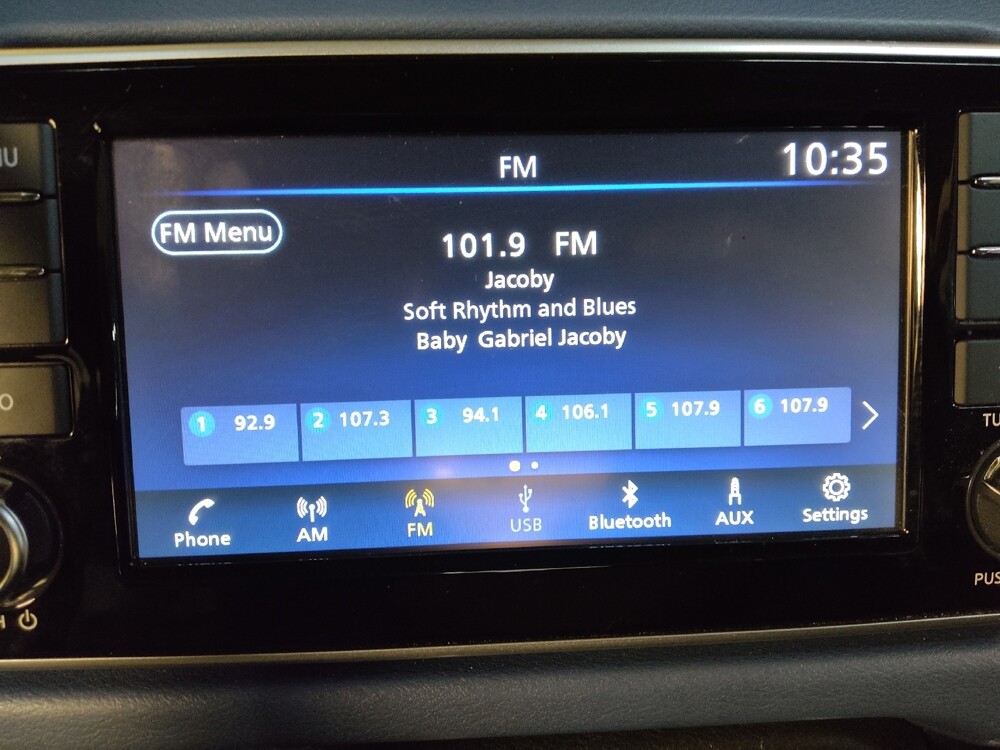 FM 10:35
FM Menu
101.9 FM
Jacoby
Soft Rhythm and Blues
Baby Gabriel Jacoby
1 92.9 2 107.3 3 94.1 4 106.1 5 107.9 6 107.9
Phone AM FM USB Bluetooth AUX Settings